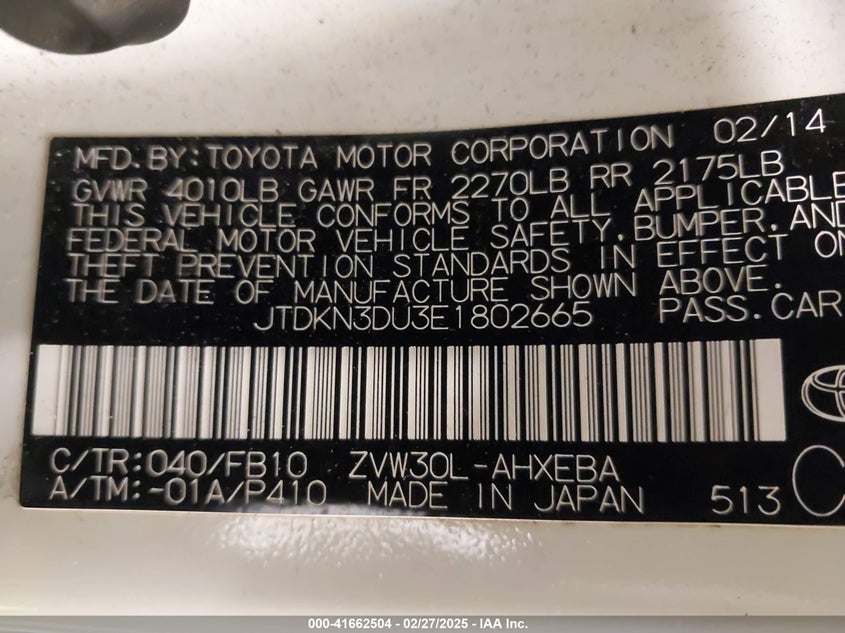 MFD. BY: TOYOTA MOTOR CORPORATION 02/14
GVWR 4010LB GAWR FR 2270LB RR 2175LB
THIS VEHICLE CONFORMS TO ALL APPLICABLE
FEDERAL MOTOR VEHICLE SAFETY, BUMPER, AND
THEFT PREVENTION STANDARDS IN EFFECT ON
THE DATE OF MANUFACTURE SHOWN ABOVE.
JTDKN3DU3E1802665 PASS. CAR
C/TR: 040/FB10 ZVW30L-AHXEBA
A/TM: -01A/P410 MADE IN JAPAN 513
000-41662504 - 02/27/2025 - IAA Inc.